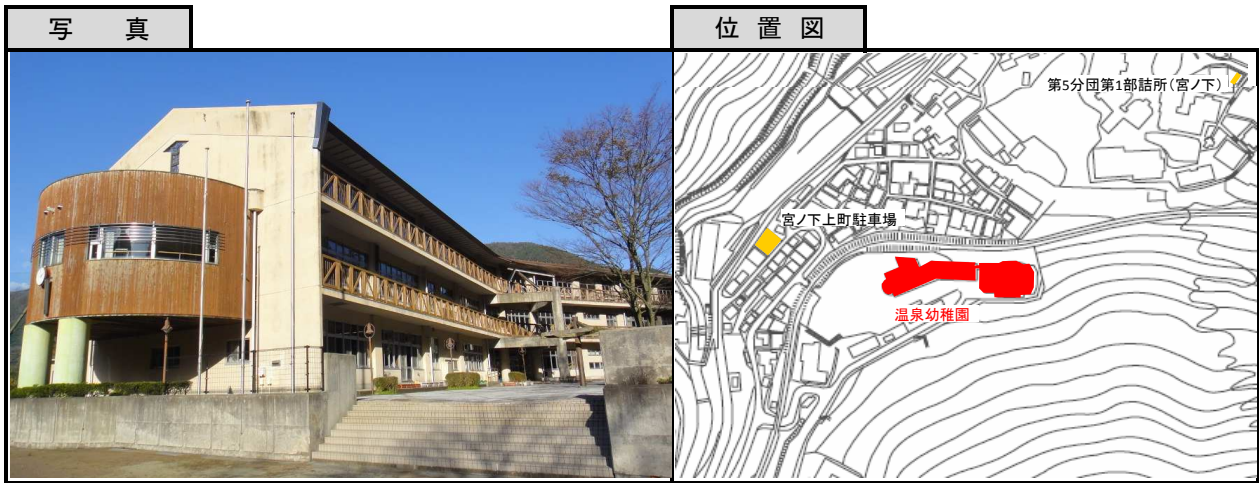 写 真
位 置 図
第5分団第1部詰所(宮ノ下)
宮ノ下上町駐車場
温泉幼稚園